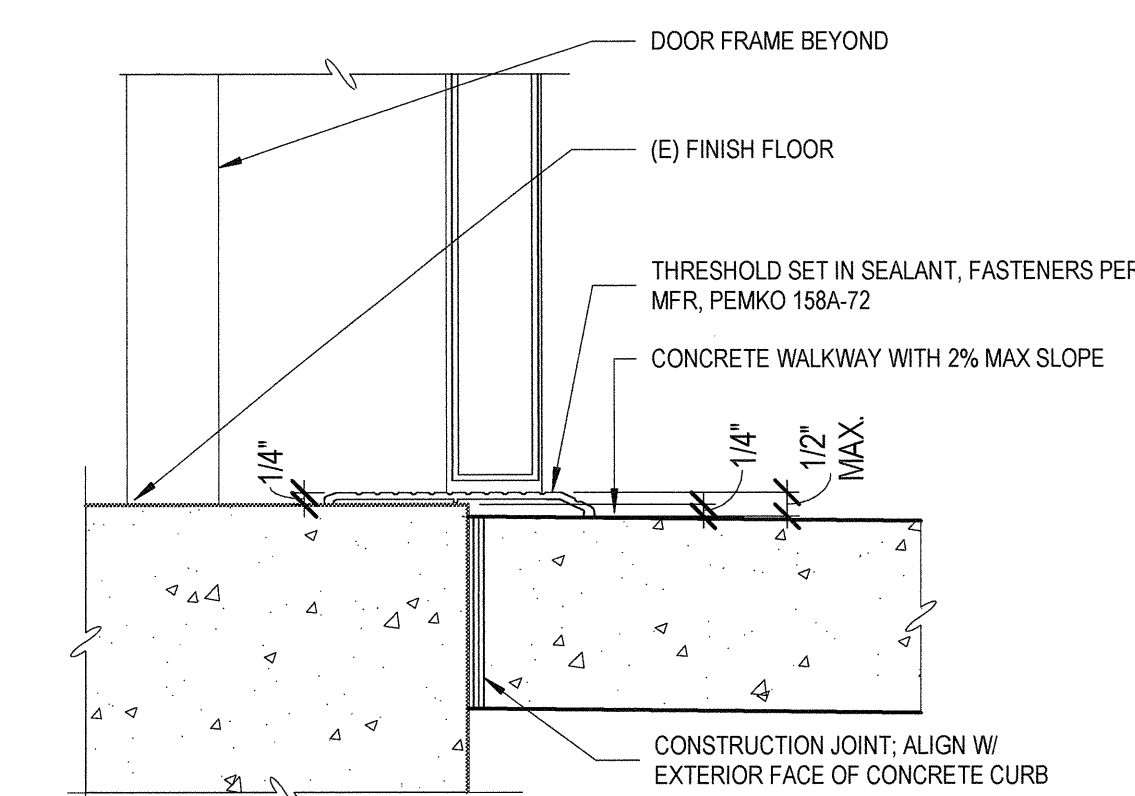 DOOR FRAME BEYOND
(E) FINISH FLOOR
THRESHOLD SET IN SEALANT, FASTENERS PER
MFR, PEMKO 158A-72
CONCRETE WALKWAY WITH 2% MAX SLOPE
1/4"
1/4"
1/2"
MAX.
CONSTRUCTION JOINT; ALIGN W/
EXTERIOR FACE OF CONCRETE CURB